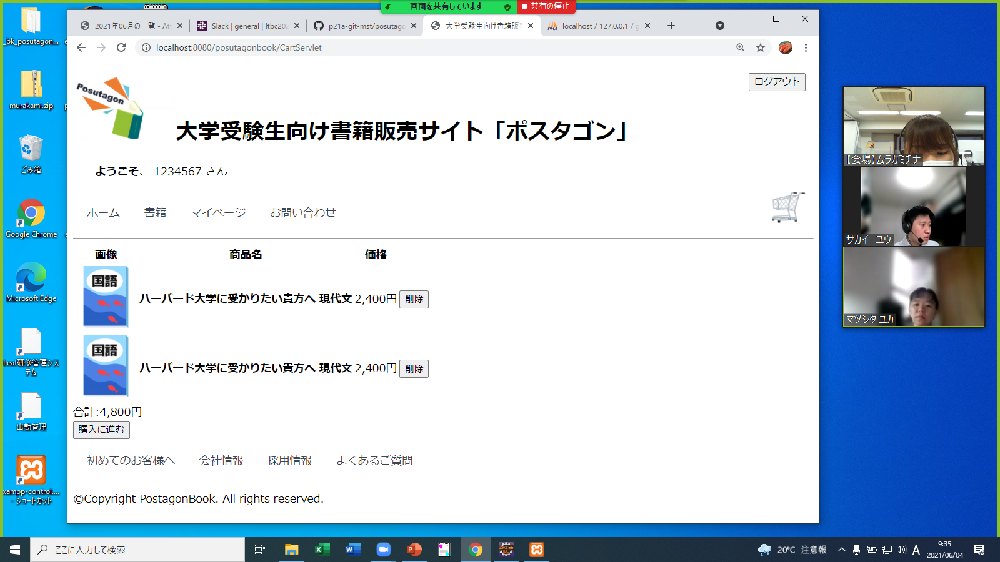 画面を共有しています
共有の停止
2021年06月の一覧 - Att
Slack | general | ltbc202
p21a-git-mst/posutago
大学受験生向け書籍販売
localhost / 127.0.0.1 / g
localhost:8080/posutagonbook/CartServlet
_bk_posutagon...
murakami.zip
ごみ箱
Google Chrome
Microsoft Edge
Leaf研修管理システム
出勤管理
xampp-control....
- ショートカット
Posutagon
ログアウト
大学受験生向け書籍販売サイト「ポスタゴン」
ようこそ、 1234567 さん
ホーム
書籍
マイページ
お問い合わせ
画像
商品名
価格
国語
ハーバード大学に受かりたい貴方へ 現代文 2,400円 削除
国語
ハーバード大学に受かりたい貴方へ 現代文 2,400円 削除
合計:4,800円
購入に進む
初めてのお客様へ
会社情報
採用情報
よくあるご質問
©Copyright PostagonBook. All rights reserved.
【会場】ムラカミチナ
サカイ ユウ
マツシタ ユカ
ここに入力して検索
20℃ 注意報
A
9:35
2021/06/04